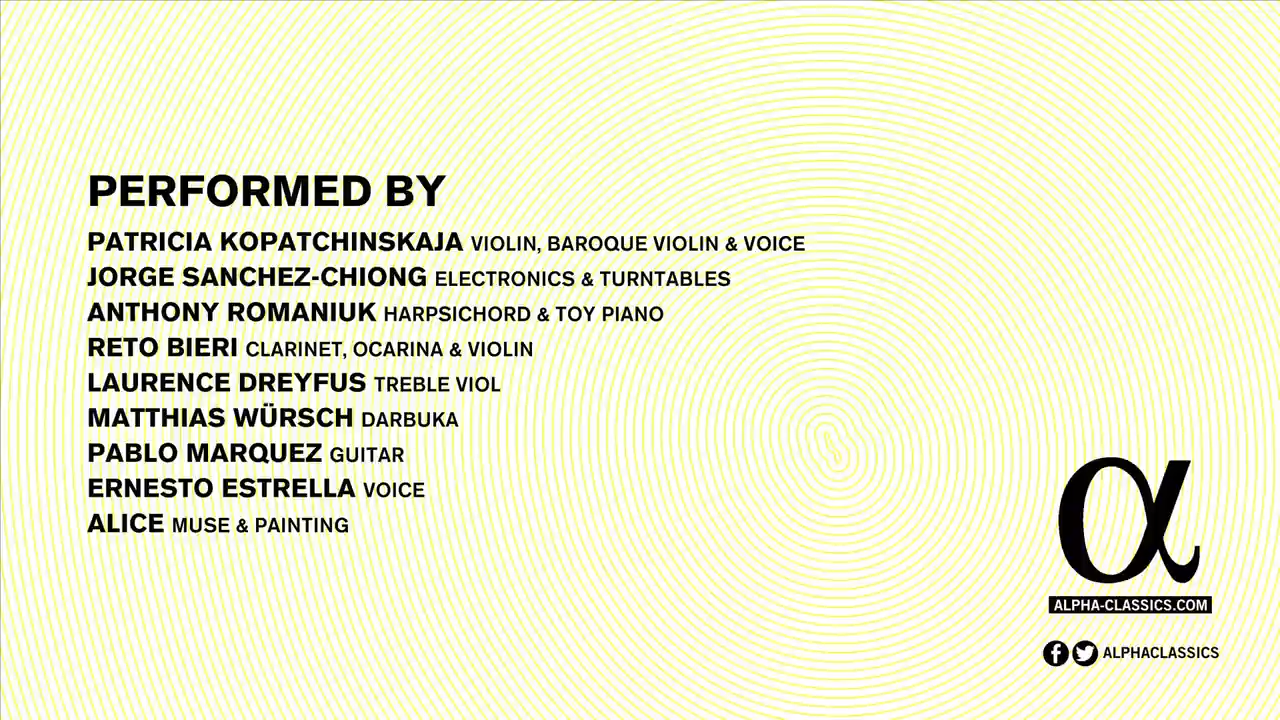 PERFORMED BY
PATRICIA KOPATCHINSKAJA VIOLIN, BAROQUE VIOLIN & VOICE
JORGE SANCHEZ-CHIONG ELECTRONICS & TURNTABLES
ANTHONY ROMANIUK HARPSICHORD & TOY PIANO
RETO BIERI CLARINET, OCARINA & VIOLIN
LAURENCE DREYFUS TREBLE VIOL
MATTHIAS WÜRSCH DARBUKA
PABLO MARQUEZ GUITAR
ERNESTO ESTRELLA VOICE
ALICE MUSE & PAINTING
α
ALPHA-CLASSICS.COM
ALPHACLASSICS